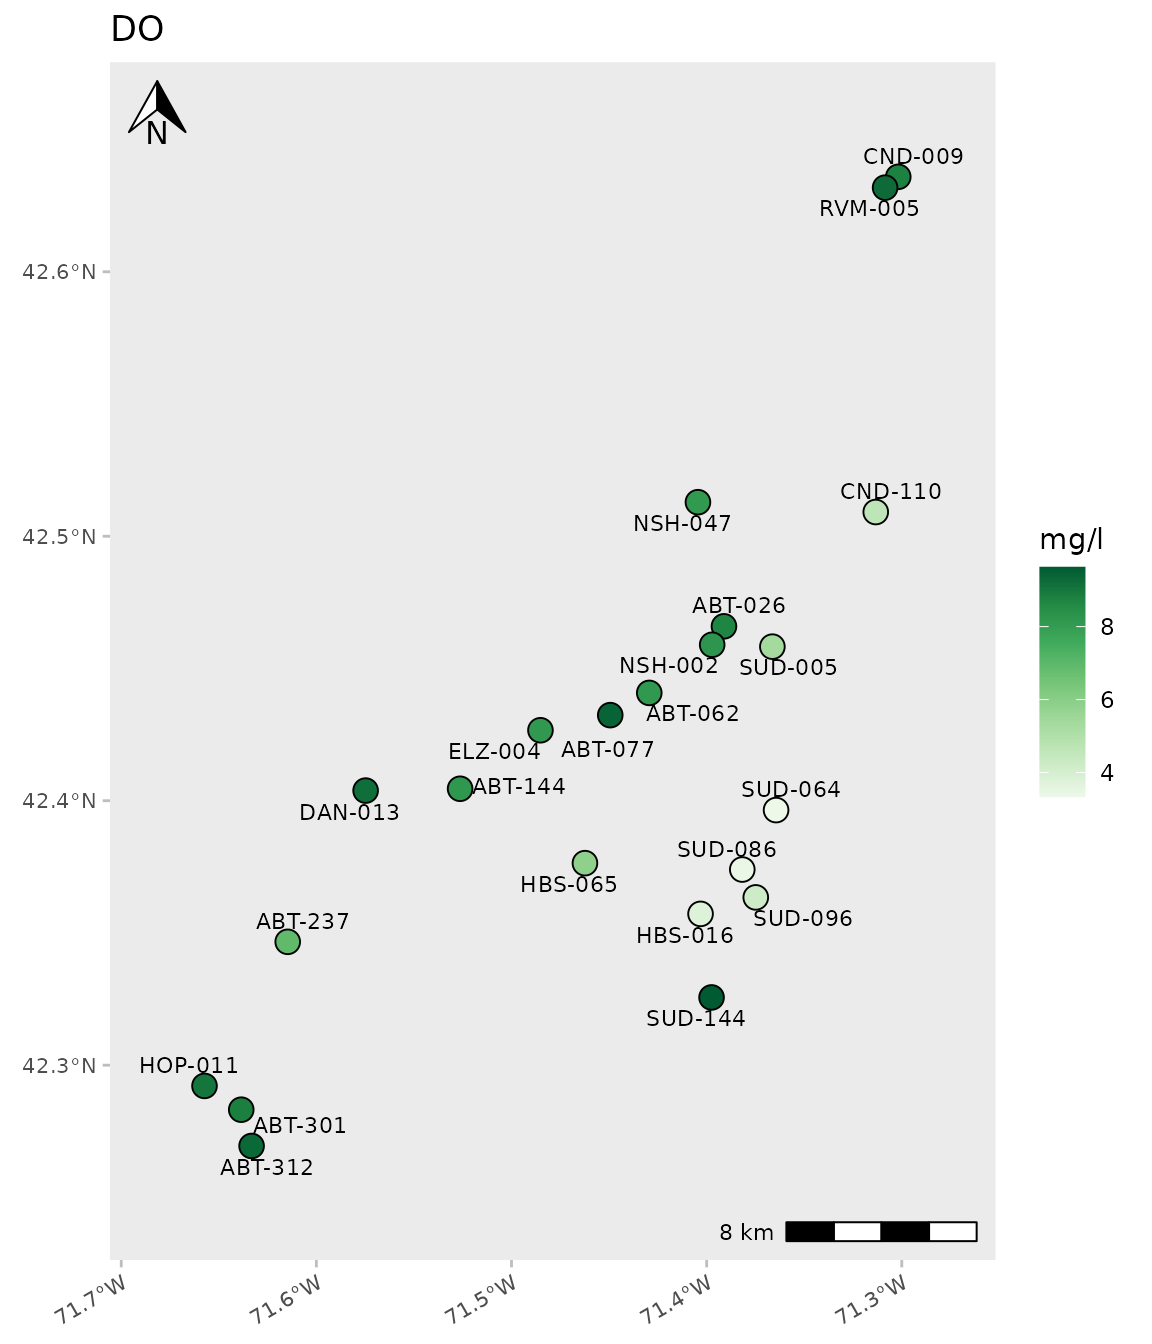 DO
N
CND-009
RVM-005
42.6°N
CND-110
NSH-047
42.5°N
mg/l
ABT-026
8
NSH-002
SUD-005
6
ABT-062
ELZ-004
ABT-077
4
ABT-144
SUD-064
42.4°N
DAN-013
SUD-086
HBS-065
SUD-096
ABT-237
HBS-016
SUD-144
HOP-011
42.3°N
ABT-301
ABT-312
8 km
71.7°W
71.6°W
71.5°W
71.4°W
71.3°W